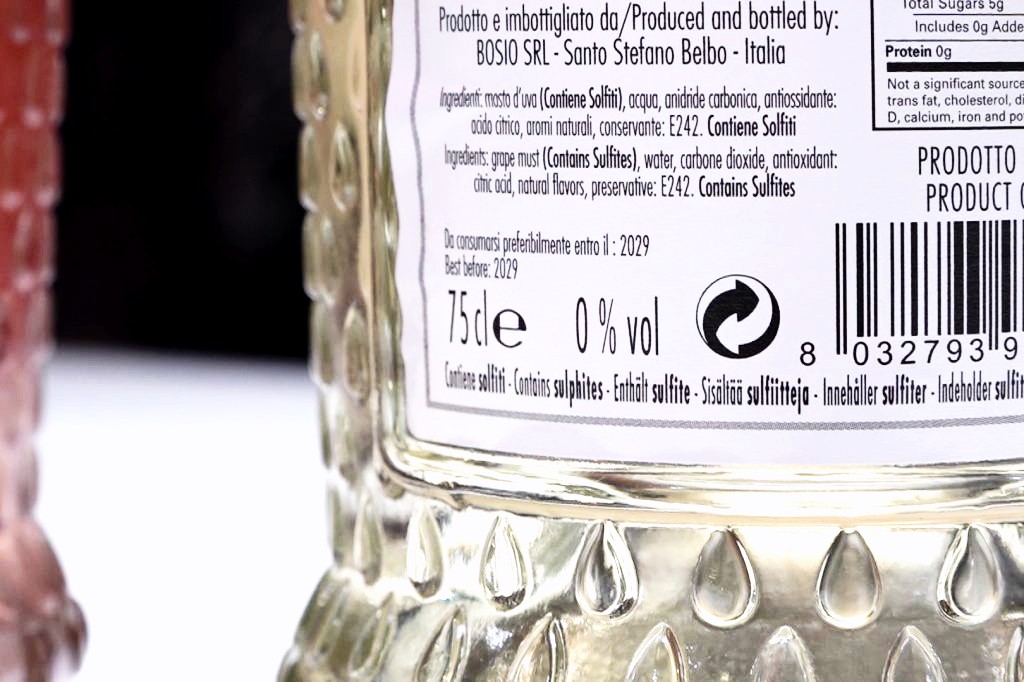 Prodotto e imbottigliato da/Produced and bottled by:
BOSIO SRL - Santo Stefano Belbo - Italia
Ingredienti: mosto d'uva (Contiene Solfiti), acqua, anidride carbonica, antiossidante:
acido citrico, aromi naturali, conservante: E242. Contiene Solfiti
Ingredients: grape must (Contains Sulfites), water, carbone dioxide, antioxidant:
citric acid, natural flavors, preservative: E242. Contains Sulfites
Da consumarsi preferibilmente entro il : 2029
Best before: 2029
75 cl e 0 % vol
Contiene solfiti - Contains sulphites - Enthält sulfite - Sisältää sulfiitteja - Innehåller sulfiter - Indeholder sulfit
Total Sugars 5g
Includes 0g Adde
Protein 0g
Not a significant source
trans fat, cholesterol, di
D, calcium, iron and po
PRODOTTO
PRODUCT
8 032793 9